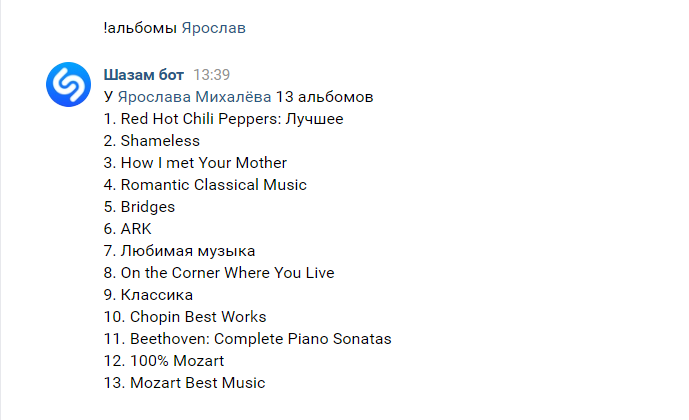 !альбомы Ярослав
Шазам бот 13:39
У Ярослава Михалёва 13 альбомов
1. Red Hot Chili Peppers: Лучшее
2. Shameless
3. How I met Your Mother
4. Romantic Classical Music
5. Bridges
6. ARK
7. Любимая музыка
8. On the Corner Where You Live
9. Классика
10. Chopin Best Works
11. Beethoven: Complete Piano Sonatas
12. 100% Mozart
13. Mozart Best Music